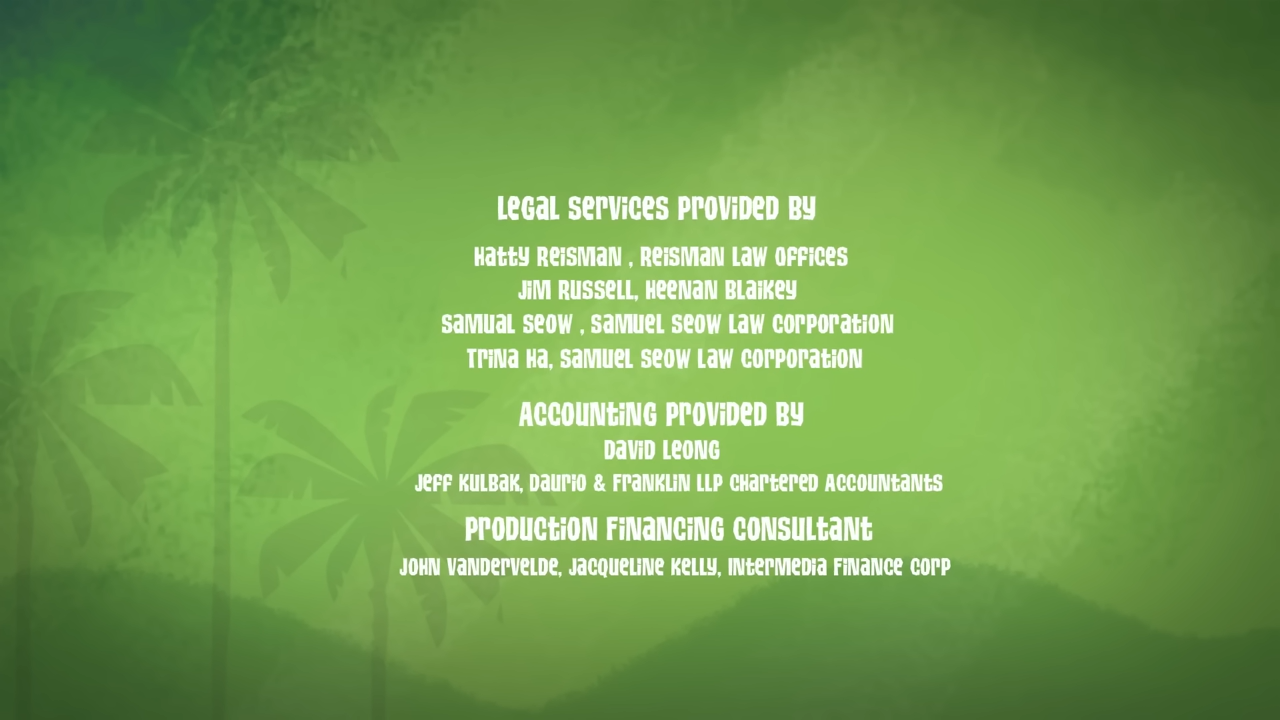 Legal Services Provided By
Hatty Reisman , Reisman Law Offices
Jim Russell, Heenan Blaikey
Samual Seow , Samuel Seow Law Corporation
Trina Ha, Samuel Seow Law Corporation
Accounting Provided By
David Leong
Jeff Kulbak, Daurio & Franklin LLP Chartered Accountants
Production Financing Consultant
John Vandervelde, Jacqueline Kelly, Intermedia Finance Corp